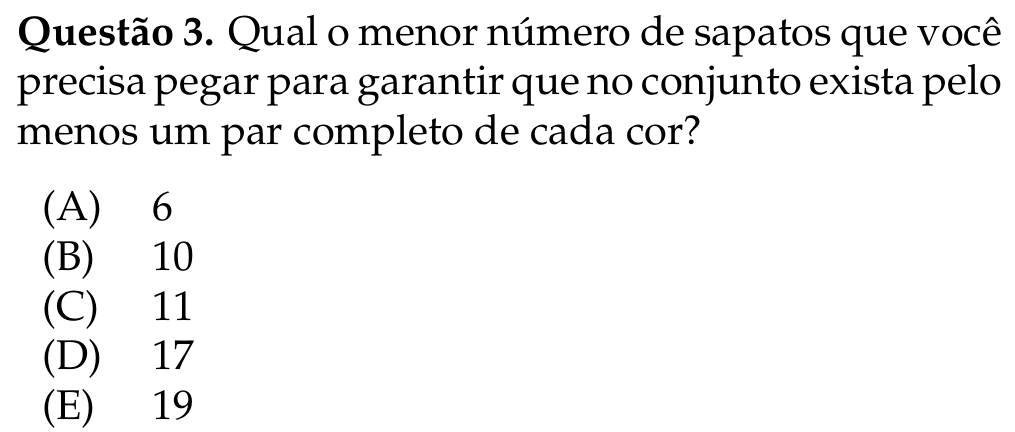 Questão 3. Qual o menor número de sapatos que você
precisa pegar para garantir que no conjunto exista pelo
menos um par completo de cada cor?
(A) 6
(B) 10
(C) 11
(D) 17
(E) 19